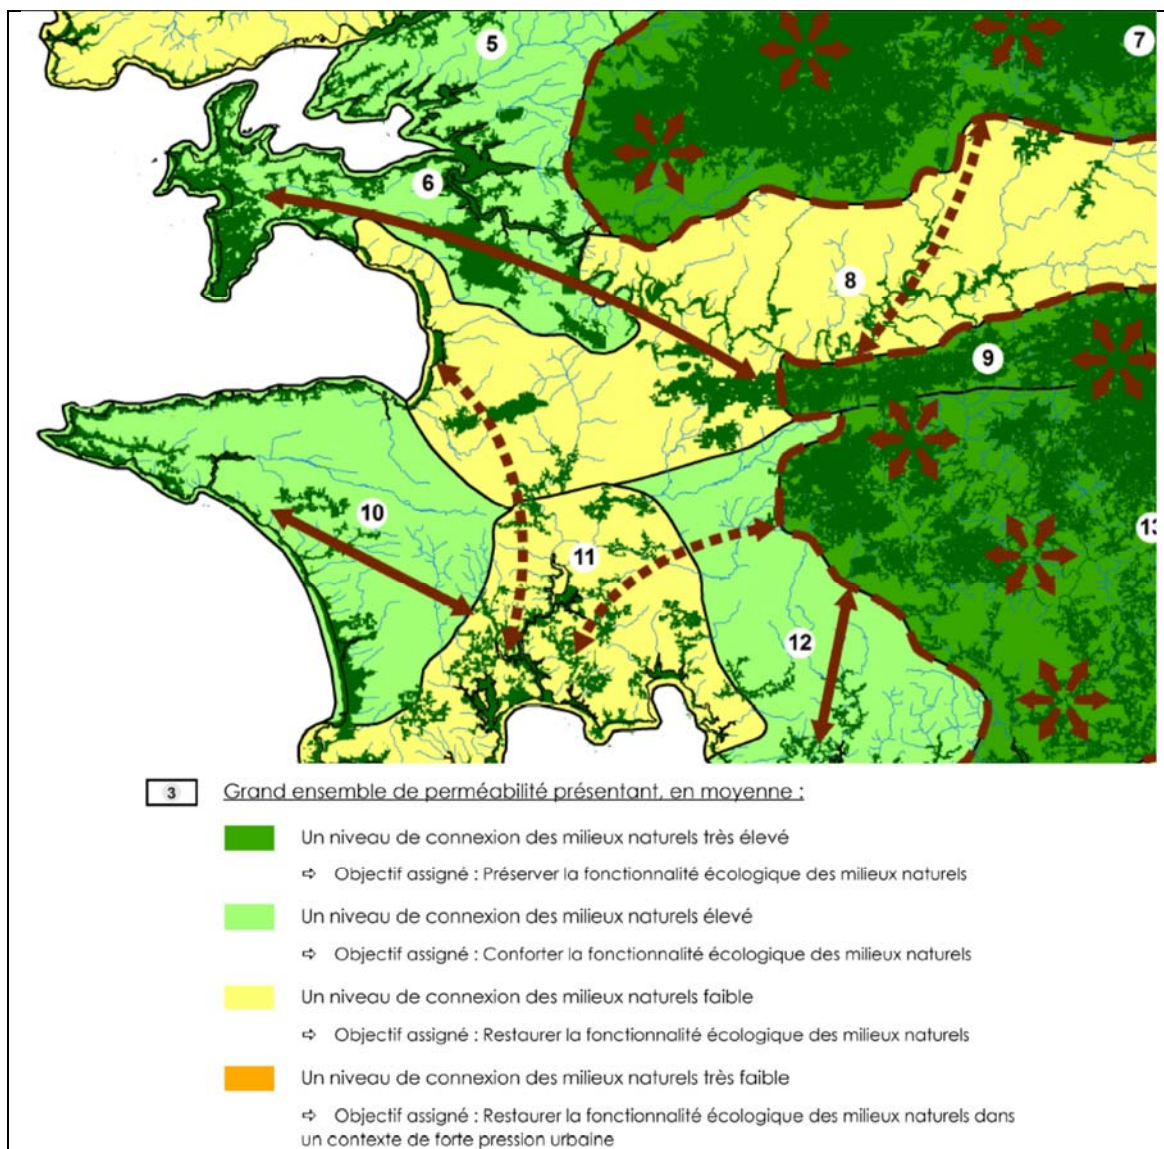 5
7
6
8
9
10
11
13
12
3 Grand ensemble de perméabilité présentant, en moyenne :
Un niveau de connexion des milieux naturels très élevé
⇨ Objectif assigné : Préserver la fonctionnalité écologique des milieux naturels
Un niveau de connexion des milieux naturels élevé
⇨ Objectif assigné : Conforter la fonctionnalité écologique des milieux naturels
Un niveau de connexion des milieux naturels faible
⇨ Objectif assigné : Restaurer la fonctionnalité écologique des milieux naturels
Un niveau de connexion des milieux naturels très faible
⇨ Objectif assigné : Restaurer la fonctionnalité écologique des milieux naturels dans
un contexte de forte pression urbaine